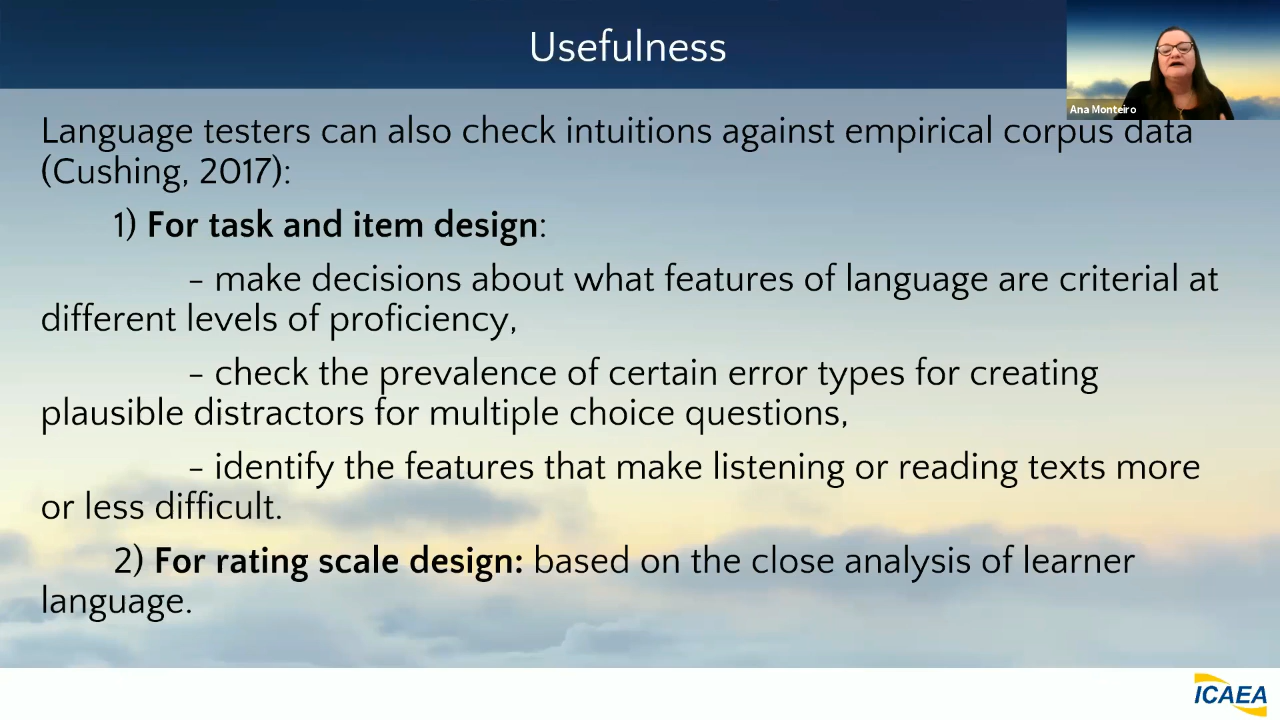 Usefulness
Ana Monteiro
Language testers can also check intuitions against empirical corpus data
(Cushing, 2017):
1) For task and item design:
– make decisions about what features of language are criterial at
different levels of proficiency,
– check the prevalence of certain error types for creating
plausible distractors for multiple choice questions,
– identify the features that make listening or reading texts more
or less difficult.
2) For rating scale design: based on the close analysis of learner
language.
ICAEA